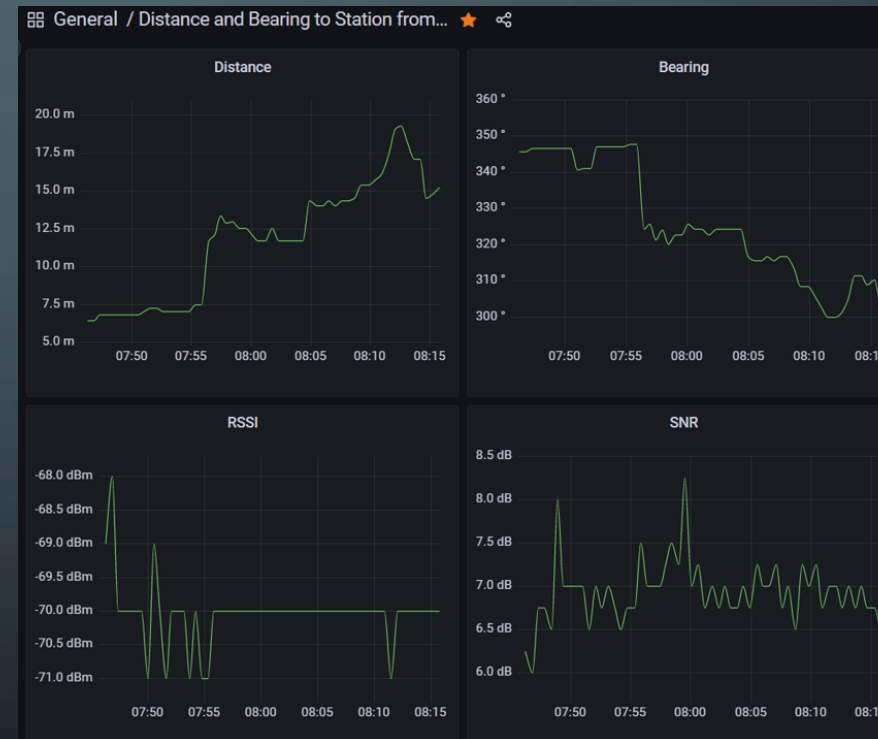 General / Distance and Bearing to Station from...
Distance
20.0 m
17.5 m
15.0 m
12.5 m
10.0 m
7.5 m
5.0 m
07:50 07:55 08:00 08:05 08:10 08:15
Bearing
360 °
350 °
340 °
330 °
320 °
310 °
300 °
07:50 07:55 08:00 08:05 08:10 08:1
RSSI
-68.0 dBm
-68.5 dBm
-69.0 dBm
-69.5 dBm
-70.0 dBm
-70.5 dBm
-71.0 dBm
07:50 07:55 08:00 08:05 08:10 08:15
SNR
8.5 dB
8.0 dB
7.5 dB
7.0 dB
6.5 dB
6.0 dB
07:50 07:55 08:00 08:05 08:10 08:1